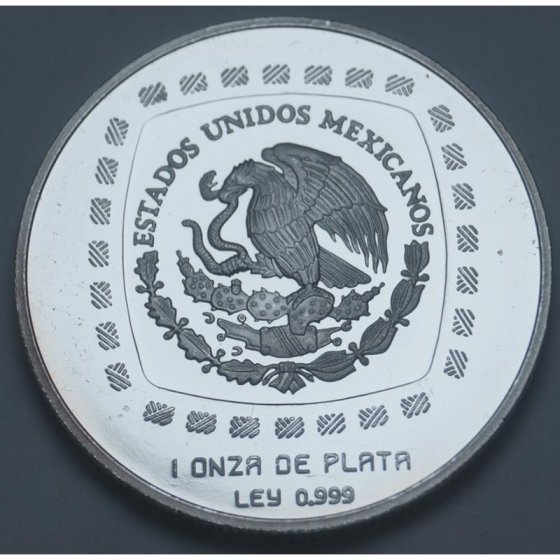 ESTADOS UNIDOS MEXICANOS
1 ONZA DE PLATA
LEY 0.999